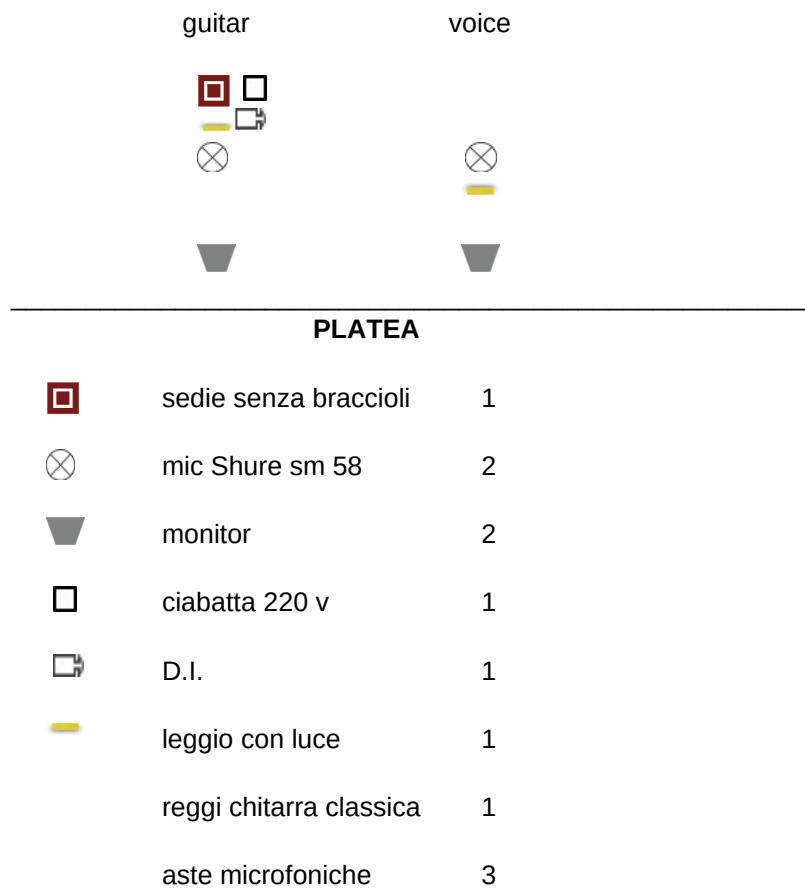 guitar voice
PLATEA
sedie senza braccioli 1
mic Shure sm 58 2
monitor 2
ciabatta 220 v 1
D.I. 1
leggio con luce 1
reggi chitarra classica 1
aste microfoniche 3